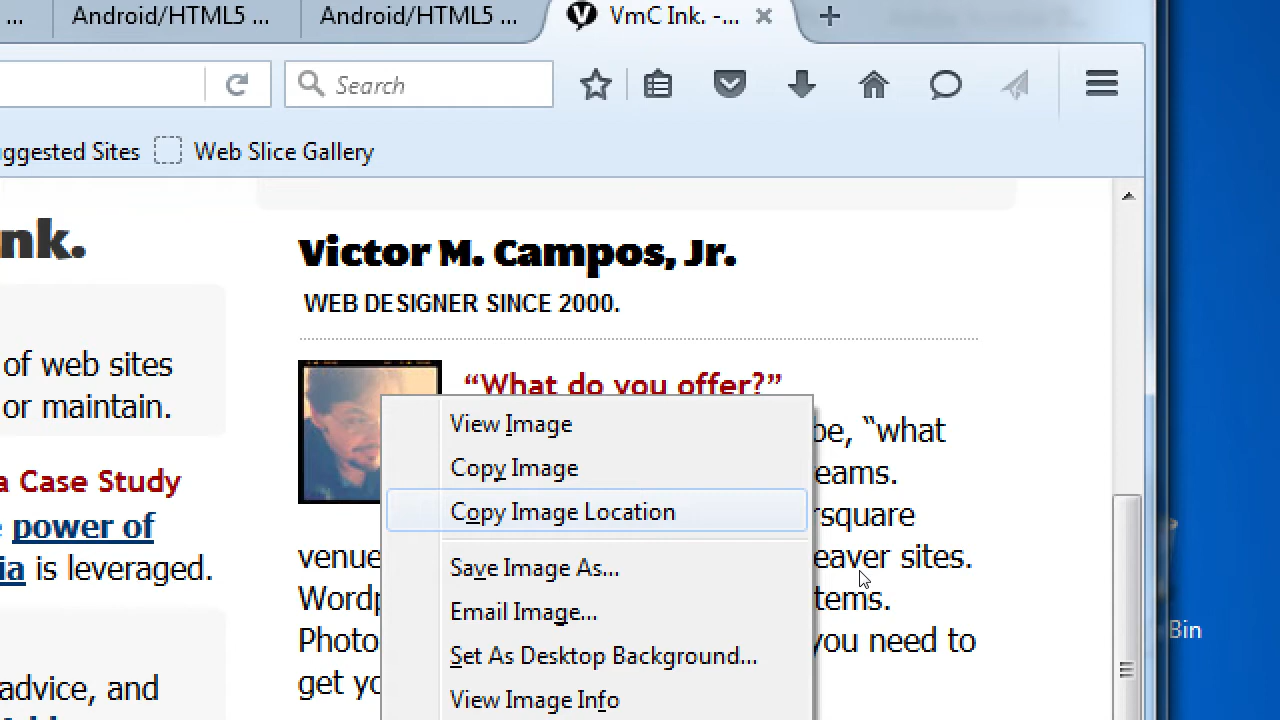 ...
Android/HTML5 ...
Android/HTML5 ...
VmC Ink. -...
Search
ggested Sites
Web Slice Gallery
nk.
of web sites
or maintain.
a Case Study
power of
ia is leveraged.
advice, and
Victor M. Campos, Jr.
WEB DESIGNER SINCE 2000.
“What do you offer?”
be, “what
eams.
rsquare
venue
eaver sites.
Wordp
tems.
Photo
you need to
get yo
View Image
Copy Image
Copy Image Location
Save Image As...
Email Image...
Set As Desktop Background...
View Image Info
Bin